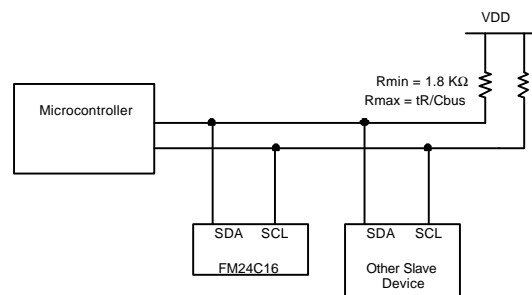 VDD
Rmin = 1.8 KΩ
Rmax = tR/Cbus
Microcontroller
SDA SCL
FM24C16
SDA SCL
Other Slave
Device